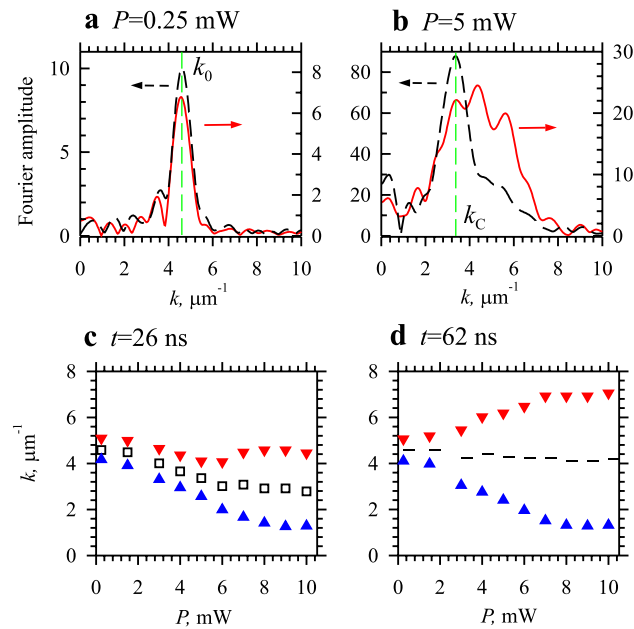 a P=0.25 mW
b P=5 mW
10
5
0
Fourier amplitude
k₀
8
6
4
2
0
0 2 4 6 8 10
k, μm⁻¹
80
60
40
20
0
k_C
30
20
10
0
0 2 4 6 8 10
k, μm⁻¹
c t=26 ns
d t=62 ns
8
6
4
2
0
k, μm⁻¹
0 2 4 6 8 10
P, mW
8
6
4
2
0
0 2 4 6 8 10
P, mW